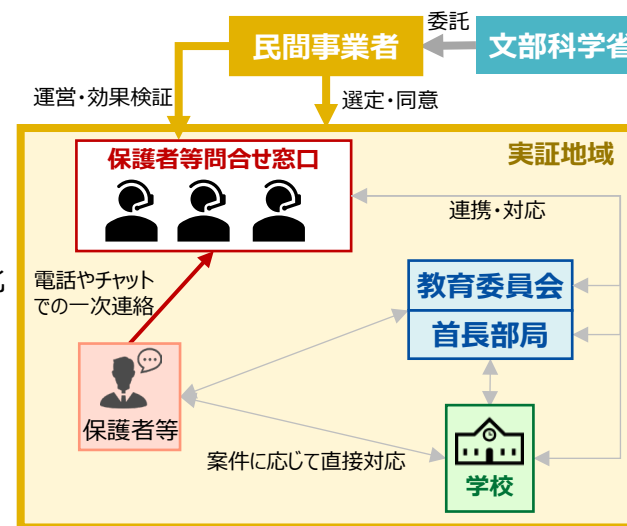 委託
民間事業者
文部科学省
運営・効果検証
選定・同意
保護者等問合せ窓口
実証地域
連携・対応
電話やチャット
での一次連絡
教育委員会
首長部局
保護者等
案件に応じて直接対応
学校